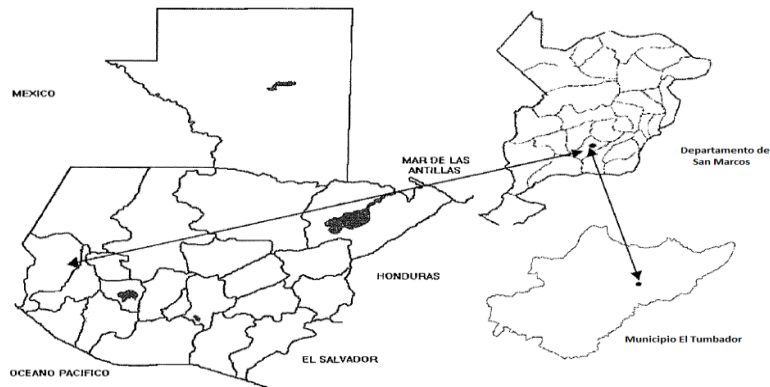 MEXICO
MAR DE LAS
ANTILLAS
Departamento de
San Marcos
HONDURAS
Municipio El Tumbador
EL SALVADOR
OCEANO PACIFICO